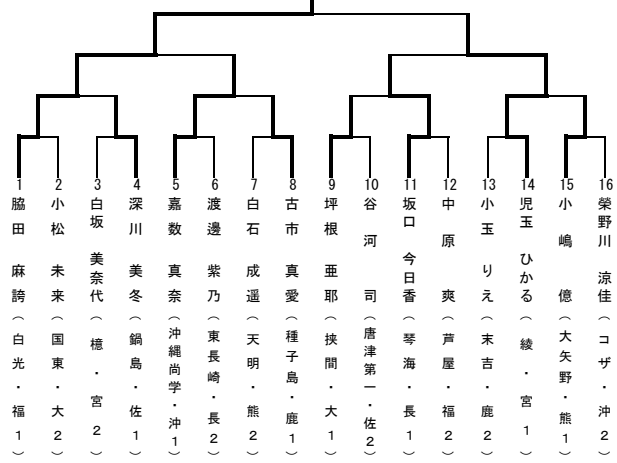 1 脇田 麻誇 (白光・福1)
2 小松 未来 (国東・大2)
3 白坂 美奈代 (檍・宮2)
4 深川 美冬 (鍋島・佐1)
5 嘉数 真奈 (沖縄尚学・沖1)
6 渡邊 紫乃 (東長崎・長2)
7 白石 成遥 (天明・熊2)
8 古市 真愛 (種子島・鹿1)
9 坪根 亜耶 (挾間・大1)
10 谷河 司 (唐津第一・佐2)
11 坂口 今日香 (琴海・長1)
12 中原 爽 (芦屋・福2)
13 小玉 りえ (末吉・鹿2)
14 児玉 ひかる (綾・宮1)
15 小嶋 億 (大矢野・熊1)
16 榮野川 涼佳 (コザ・沖2)